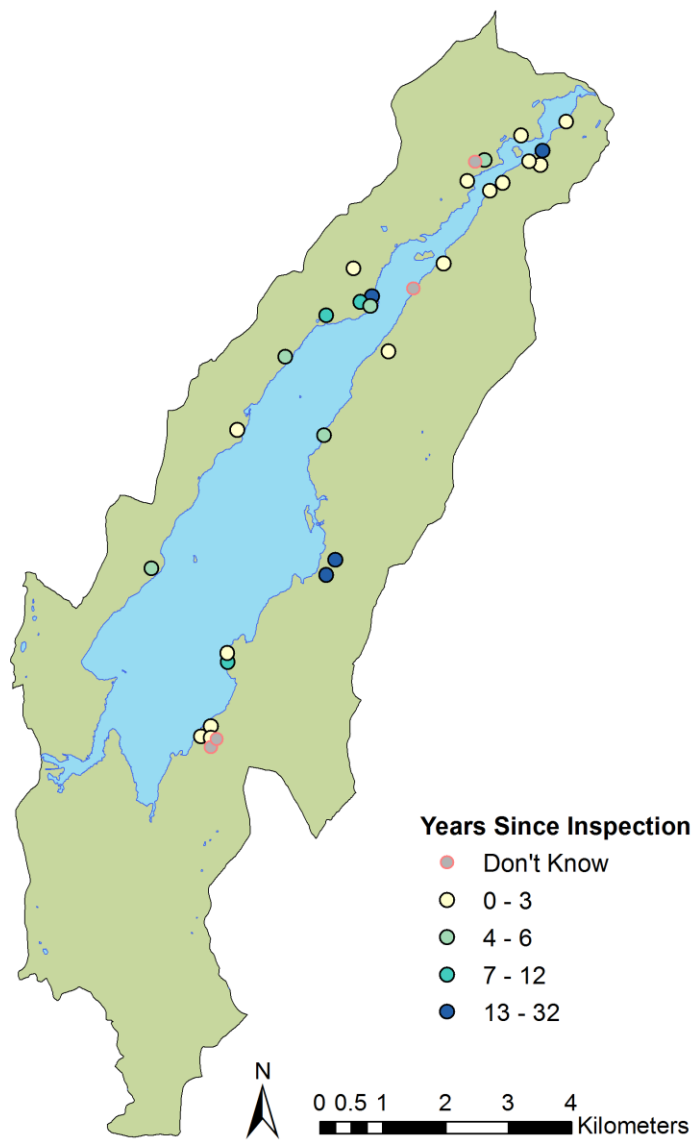 Years Since Inspection
Don't Know
0 - 3
4 - 6
7 - 12
13 - 32
N
0 0.5 1 2 3 4
Kilometers